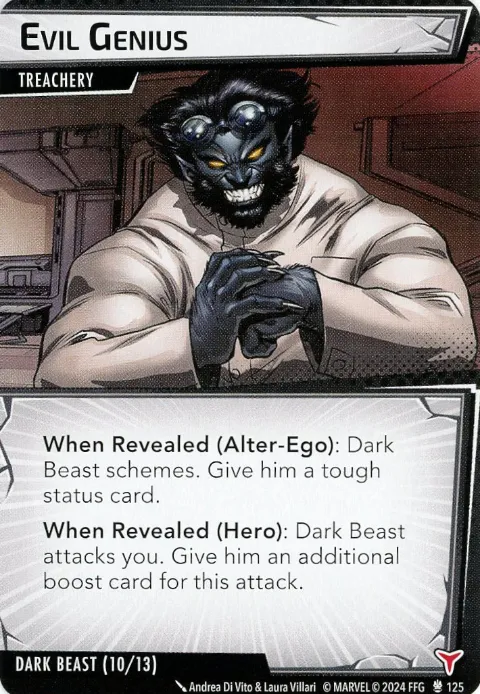 Evil Genius
TREACHERY
When Revealed (Alter-Ego): Dark
Beast schemes. Give him a tough
status card.
When Revealed (Hero): Dark Beast
attacks you. Give him an additional
boost card for this attack.
DARK BEAST (10/13)
Andrea Di Vito & Laura Villari © MARVEL © 2024 FFG 125